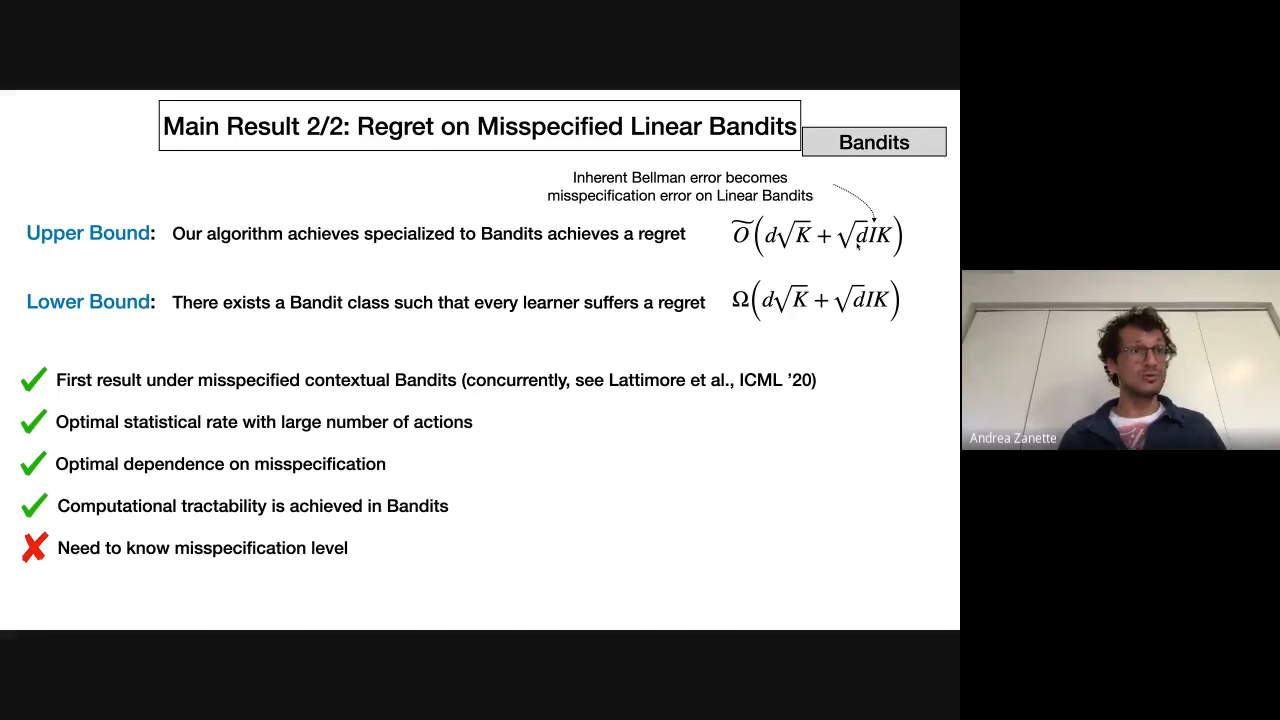 Main Result 2/2: Regret on Misspecified Linear Bandits
Bandits
Inherent Bellman error becomes
misspecification error on Linear Bandits
Upper Bound: Our algorithm achieves specialized to Bandits achieves a regret Õ(d√K + √dIK)
Lower Bound: There exists a Bandit class such that every learner suffers a regret Ω(d√K + √dIK)
✓ First result under misspecified contextual Bandits (concurrently, see Lattimore et al., ICML ’20)
✓ Optimal statistical rate with large number of actions
✓ Optimal dependence on misspecification
✓ Computational tractability is achieved in Bandits
✗ Need to know misspecification level
Andrea Zanette